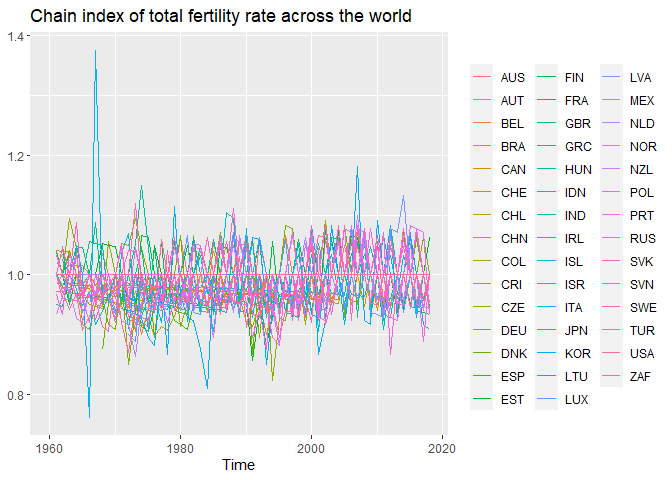 Chain index of total fertility rate across the world
1.4
1.2
1.0
0.8
1960
1980
2000
2020
Time
AUS
AUT
BEL
BRA
CAN
CHE
CHL
CHN
COL
CRI
CZE
DEU
DNK
ESP
EST
FIN
FRA
GBR
GRC
HUN
IDN
IND
IRL
ISL
ISR
ITA
JPN
KOR
LTU
LUX
LVA
MEX
NLD
NOR
NZL
POL
PRT
RUS
SVK
SVN
SWE
TUR
USA
ZAF